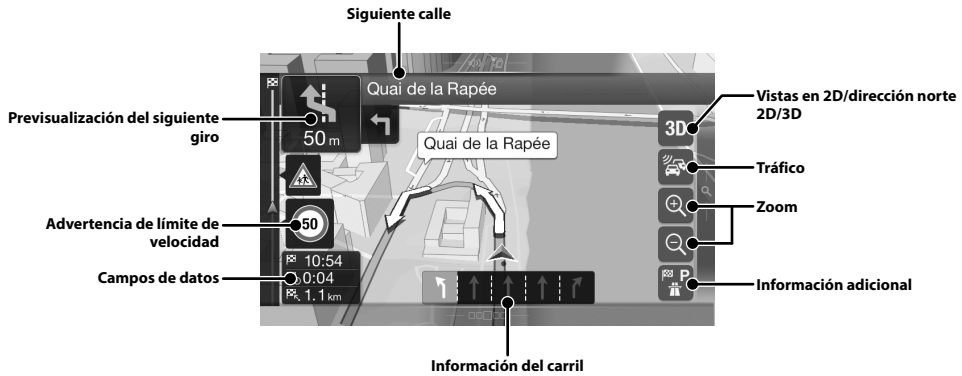 Siguiente calle
Quai de la Rapée
50 m
Previsualización del siguiente
giro
Quai de la Rapée
3D
Vistas en 2D/dirección norte
2D/3D
Tráfico
Advertencia de límite de
velocidad
50
Zoom
Campos de datos
10:54
0:04
1.1 km
P
Información adicional
Información del carril